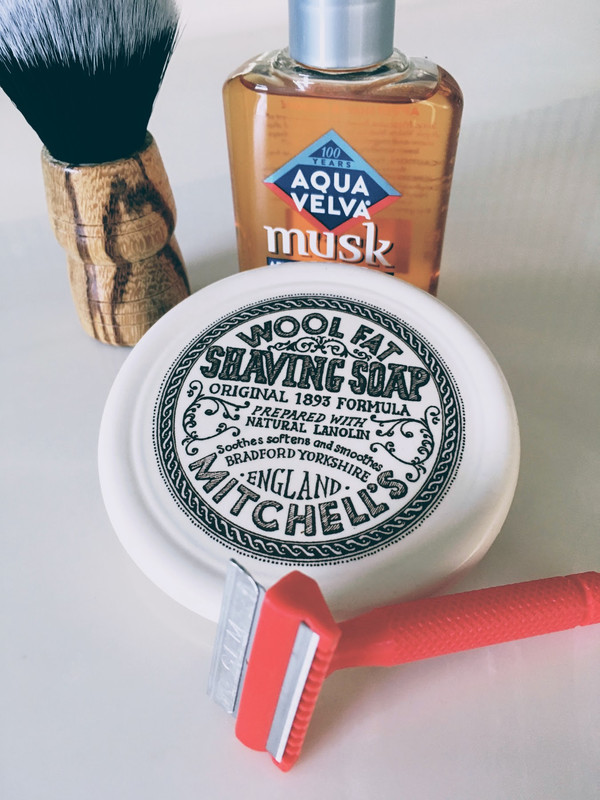 100
YEARS
AQUA
VELVA®
musk
WOOL FAT
SHAVING SOAP
ORIGINAL 1893 FORMULA
PREPARED WITH
NATURAL LANOLIN
Soothes softens and smoothes
BRADFORD YORKSHIRE
·ENGLAND·
MITCHELL'S
GEM